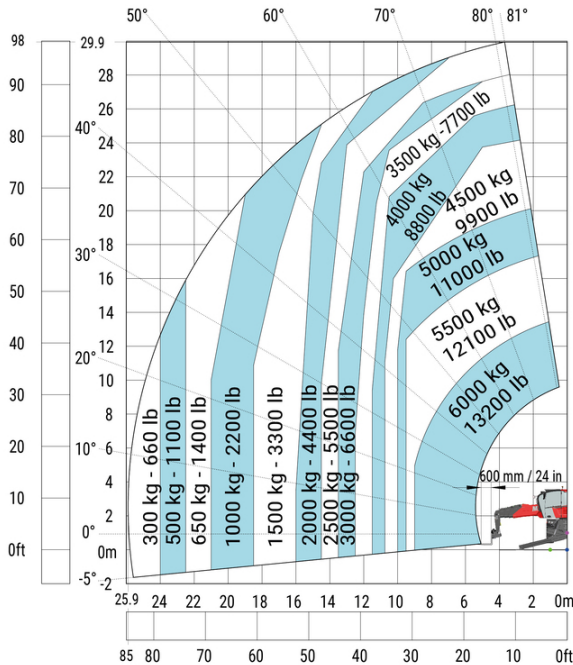 50° 60° 70° 80° 81°
98 29.9
90 28
26
80 24
40°
22
70 20
60 18
30° 16
50 14
40 12
20° 10
30 8
20 10° 6
4
10 2
0°
0ft 0m
-5° -2
3500 kg -7700 lb
4000 kg
8800 lb
4500 kg
9900 lb
5000 kg
11000 lb
5500 kg
12100 lb
6000 kg
13200 lb
600 mm / 24 in
300 kg - 660 lb
500 kg - 1100 lb
650 kg - 1400 lb
1000 kg - 2200 lb
1500 kg - 3300 lb
2000 kg - 4400 lb
2500 kg - 5500 lb
3000 kg - 6600 lb
25.9 24 22 20 18 16 14 12 10 8 6 4 2 0m
85 80 70 60 50 40 30 20 10 0ft